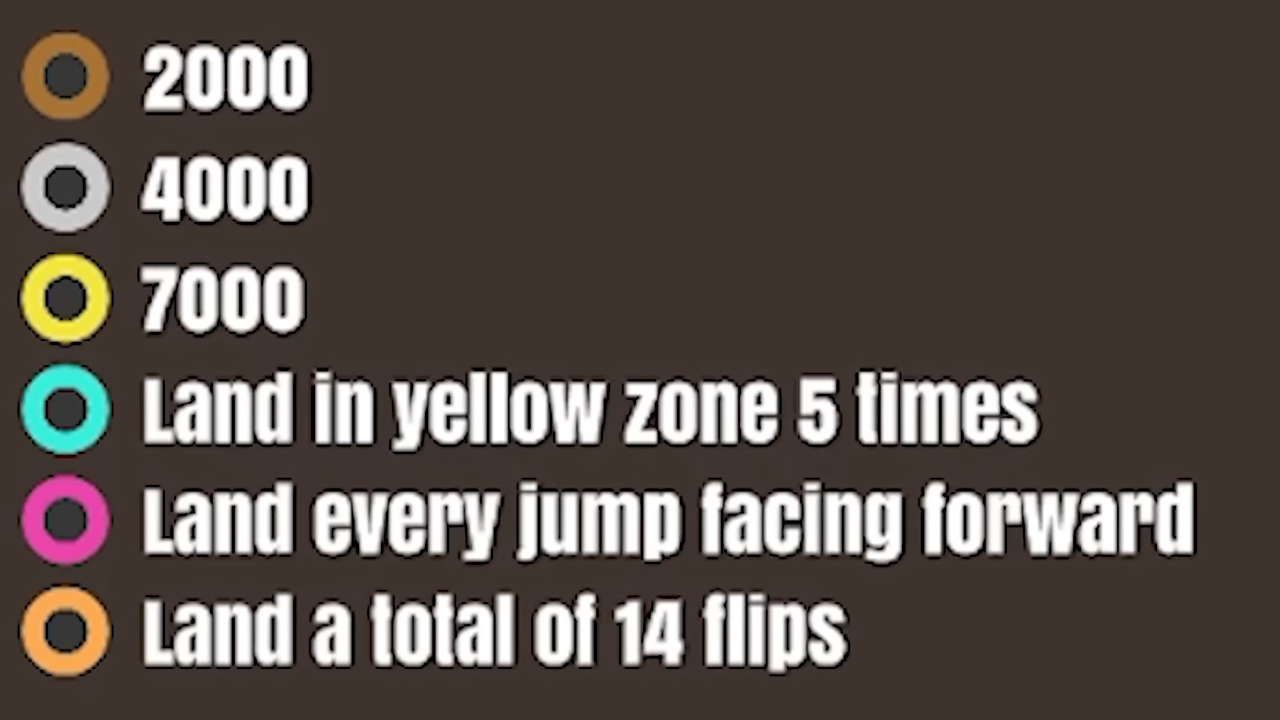 2000
4000
7000
Land in yellow zone 5 times
Land every jump facing forward
Land a total of 14 flips